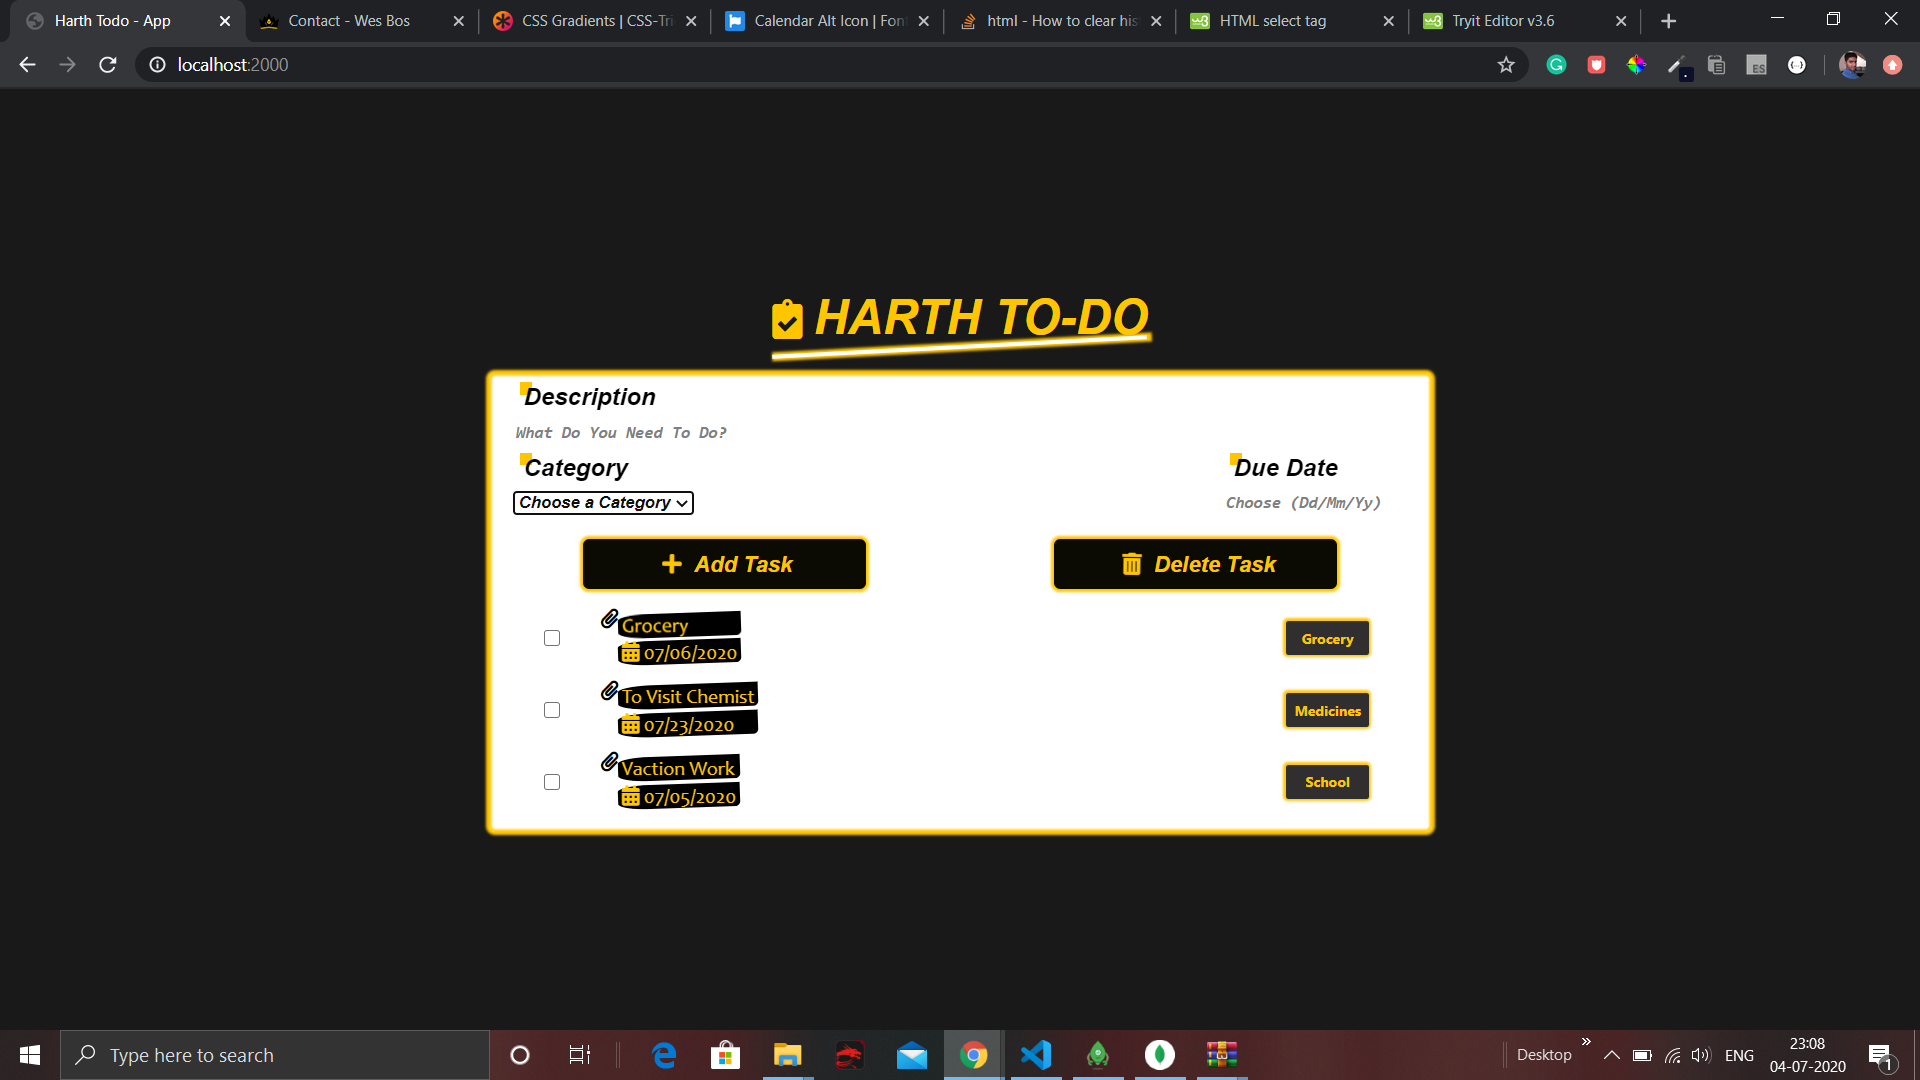 Harth Todo - App
Contact - Wes Bos
CSS Gradients | CSS-Tri
Calendar Alt Icon | Fon
html - How to clear his
HTML select tag
Tryit Editor v3.6
localhost:2000
HARTH TO-DO
Description
What Do You Need To Do?
Category
Due Date
Choose a Category
Choose (Dd/Mm/Yy)
Add Task
Delete Task
Grocery
07/06/2020
Grocery
To Visit Chemist
07/23/2020
Medicines
Vaction Work
07/05/2020
School
Type here to search
Desktop
ENG
23:08
04-07-2020
1